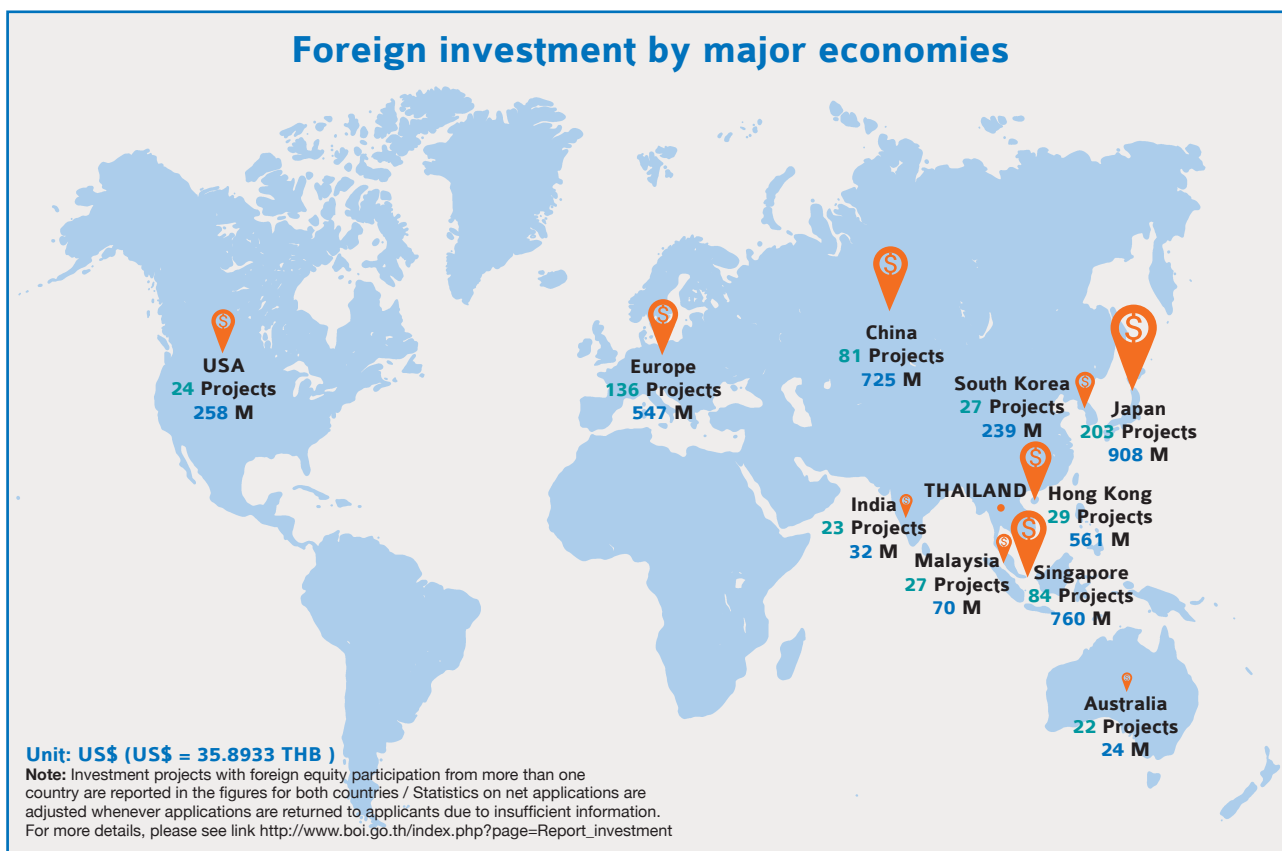 Foreign investment by major economies
USA
24 Projects
258 M
Europe
136 Projects
547 M
China
81 Projects
725 M
South Korea
27 Projects
239 M
Japan
203 Projects
908 M
THAILAND
Hong Kong
29 Projects
561 M
India
23 Projects
32 M
Malaysia
27 Projects
70 M
Singapore
84 Projects
760 M
Australia
22 Projects
24 M
Unit: US$ (US$ = 35.8933 THB )
Note: Investment projects with foreign equity participation from more than one
country are reported in the figures for both countries / Statistics on net applications are
adjusted whenever applications are returned to applicants due to insufficient information.
For more details, please see link http://www.boi.go.th/index.php?page=Report_investment